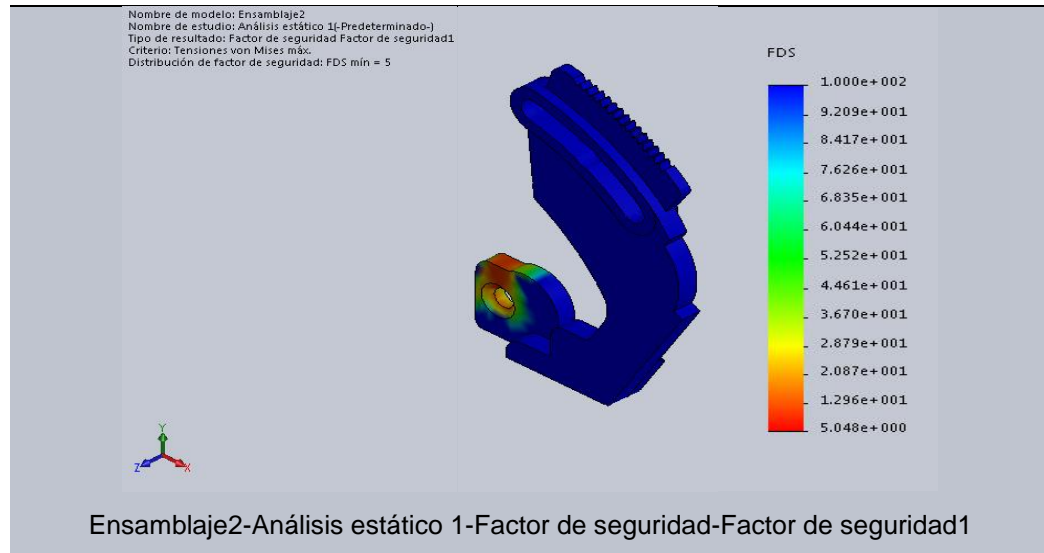 Nombre de modelo: Ensamblaje2
Nombre de estudio: Análisis estático 1(-Predeterminado-)
Tipo de resultado: Factor de seguridad Factor de seguridad1
Criterio: Tensiones von Mises máx.
Distribución de factor de seguridad: FDS mín = 5
FDS
1.000e+002
9.209e+001
8.417e+001
7.626e+001
6.835e+001
6.044e+001
5.252e+001
4.461e+001
3.670e+001
2.879e+001
2.087e+001
1.296e+001
5.048e+000
Y
Z
X
Ensamblaje2-Análisis estático 1-Factor de seguridad-Factor de seguridad1